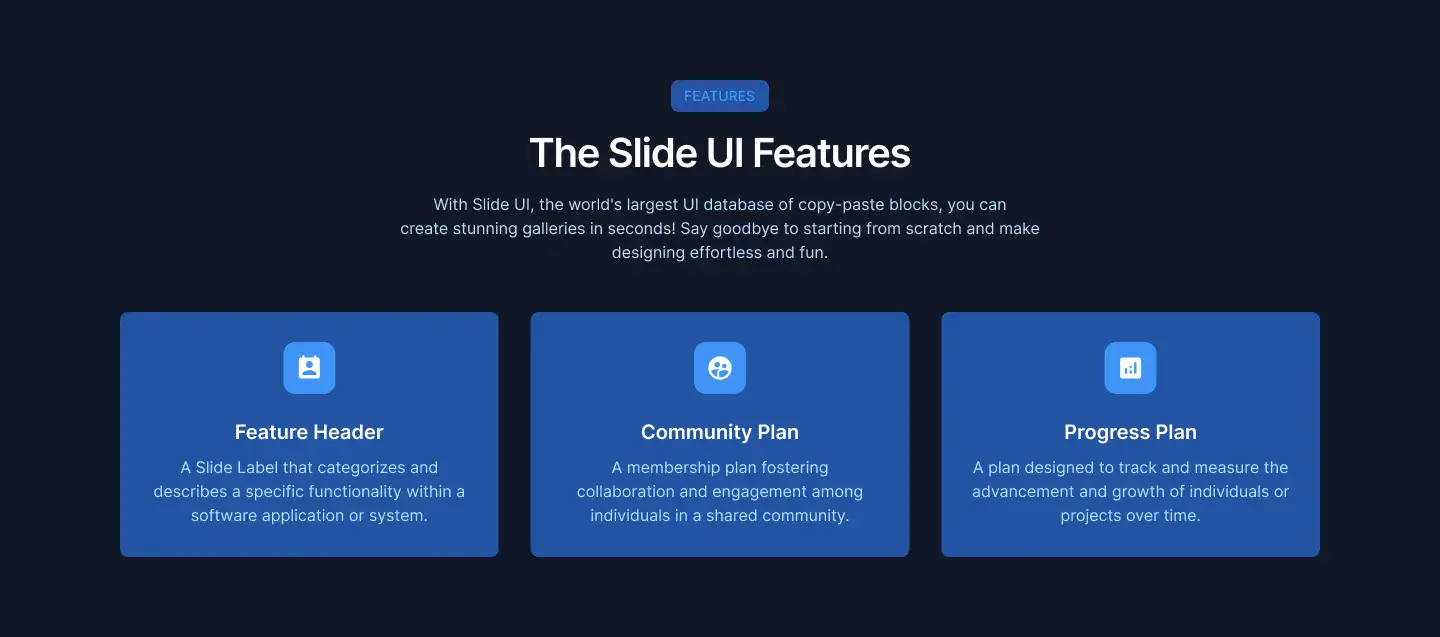 FEATURES
The Slide UI Features
With Slide UI, the world's largest UI database of copy-paste blocks, you can
create stunning galleries in seconds! Say goodbye to starting from scratch and make
designing effortless and fun.
Feature Header
A Slide Label that categorizes and
describes a specific functionality within a
software application or system.
Community Plan
A membership plan fostering
collaboration and engagement among
individuals in a shared community.
Progress Plan
A plan designed to track and measure the
advancement and growth of individuals or
projects over time.